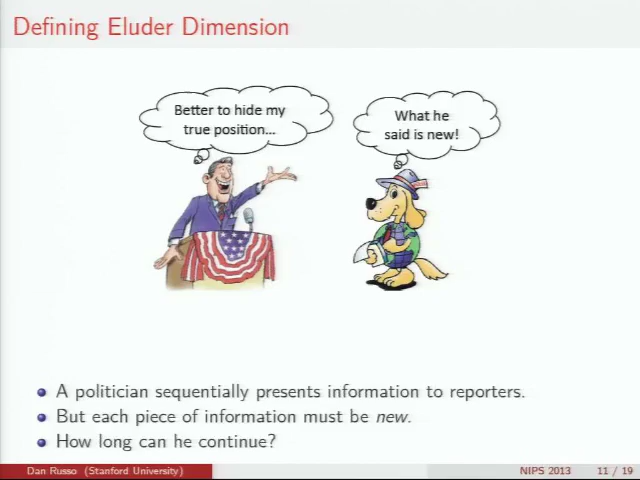 Defining Eluder Dimension
Better to hide my
true position...
What he
said is new!
A politician sequentially presents information to reporters.
But each piece of information must be new.
How long can he continue?
Dan Russo (Stanford University)
NIPS 2013
11 / 19